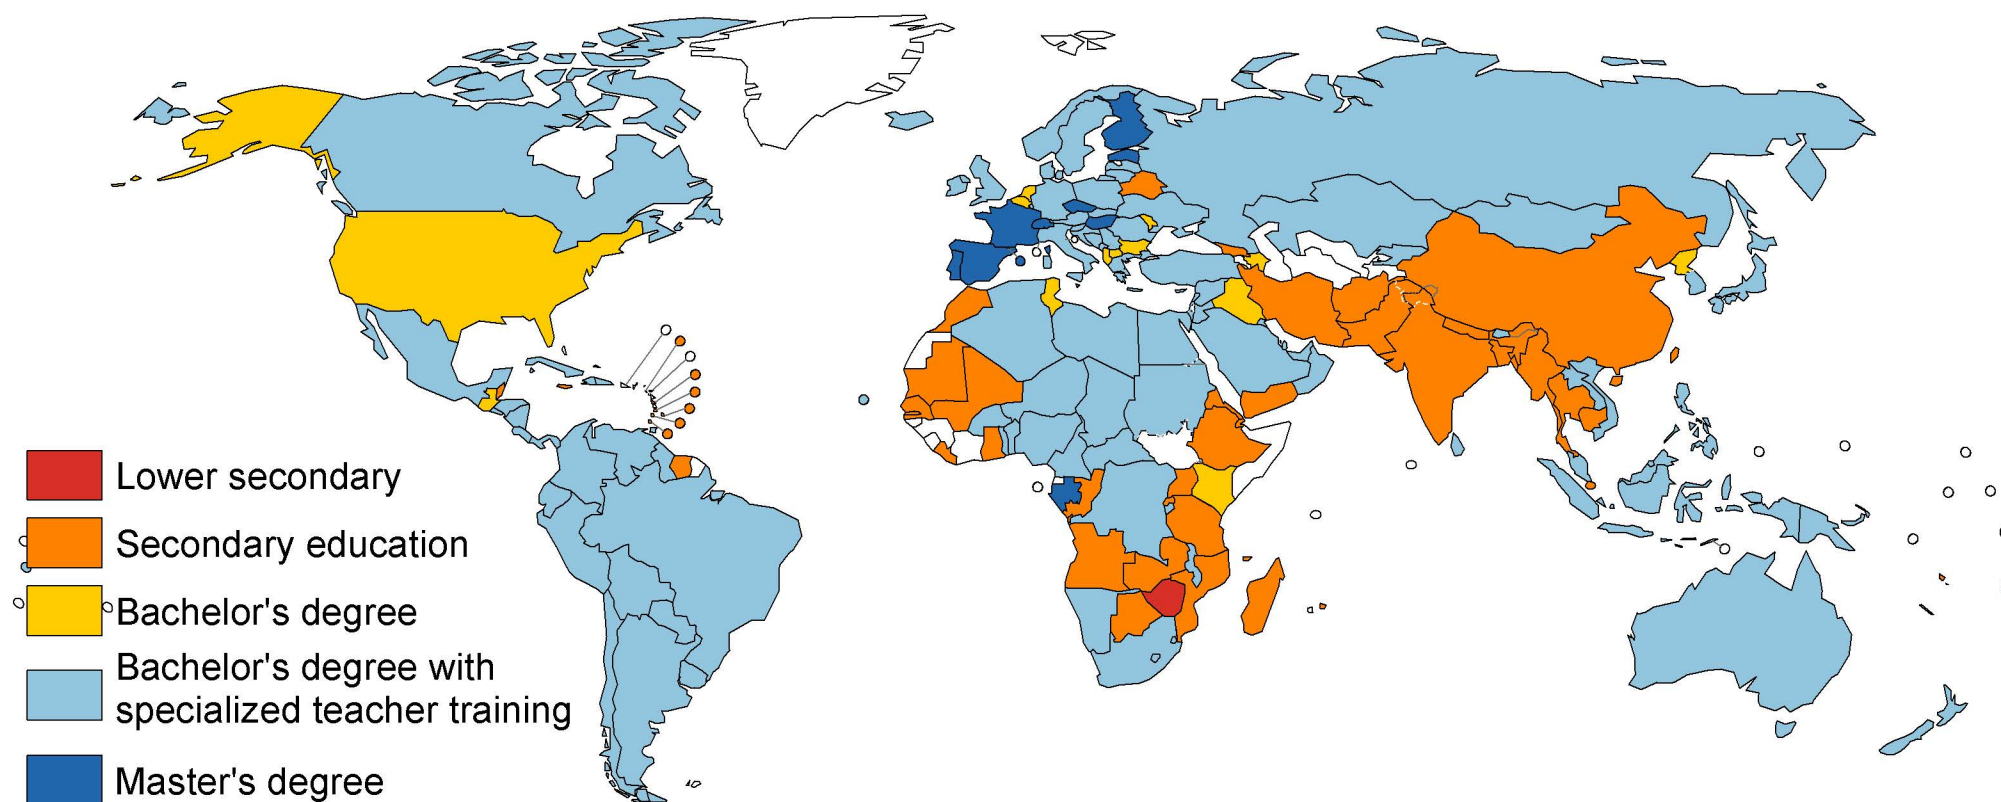 Lower secondary
Secondary education
Bachelor's degree
Bachelor's degree with
specialized teacher training
Master's degree